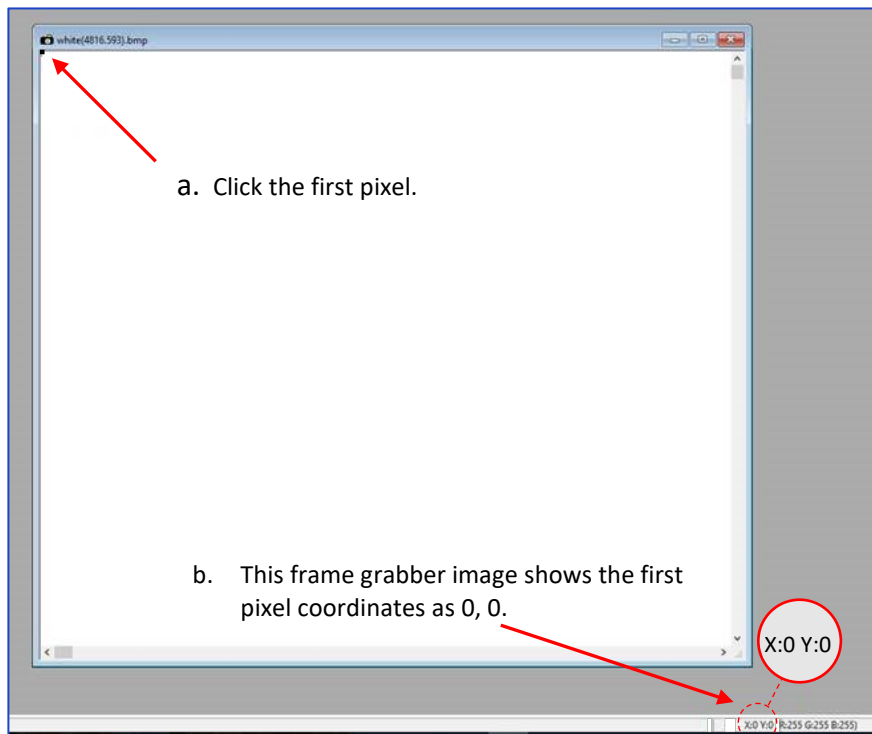 white(4816.593).bmp
a. Click the first pixel.
b. This frame grabber image shows the first
pixel coordinates as 0, 0.
X:0 Y:0
X:0 Y:0 R:255 G:255 B:255)